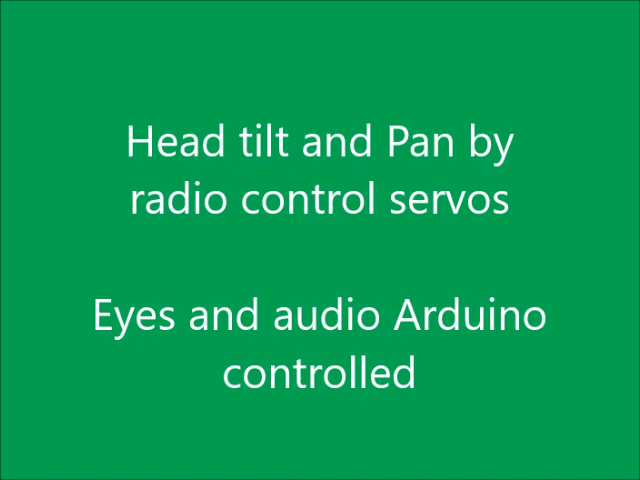 Head tilt and Pan by
radio control servos
Eyes and audio Arduino
controlled